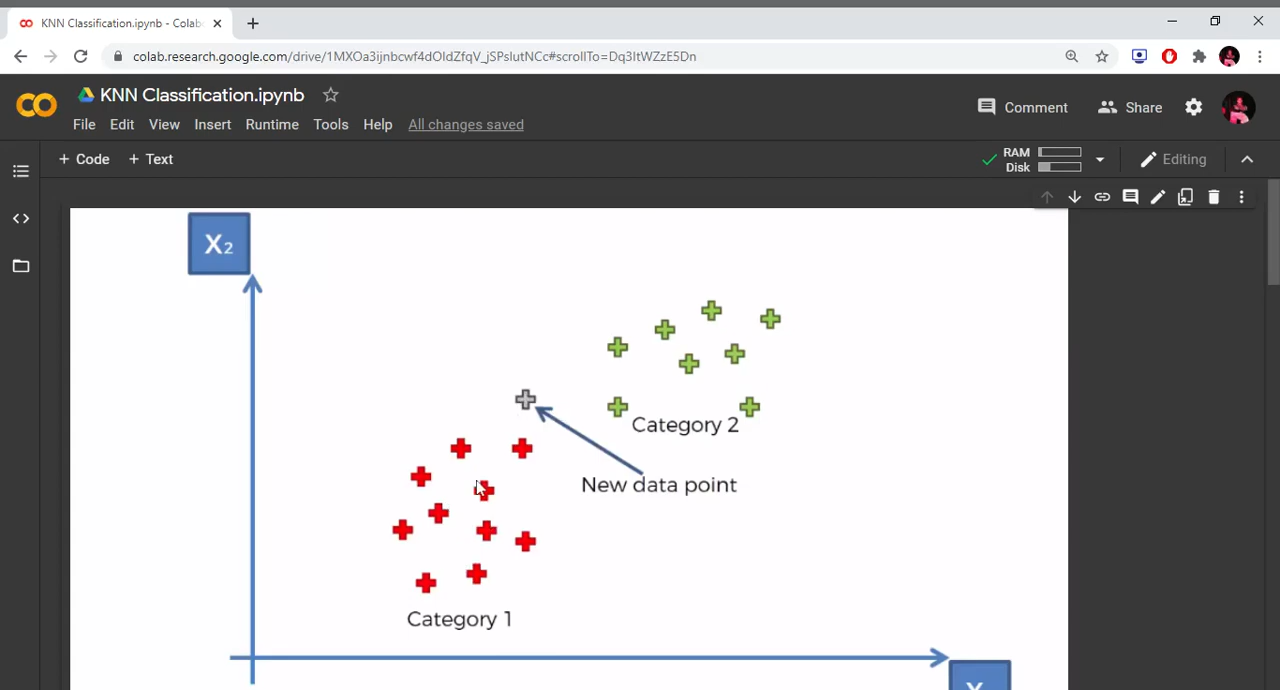 KNN Classification.ipynb - Colab
colab.research.google.com/drive/1MXOa3ijnbcwf4dOIdZfqV_jSPslutNCc#scrollTo=Dq3ItWZzE5Dn
KNN Classification.ipynb
Comment
Share
File Edit View Insert Runtime Tools Help All changes saved
+ Code + Text
RAM
Disk
Editing
X2
Category 2
New data point
Category 1
X